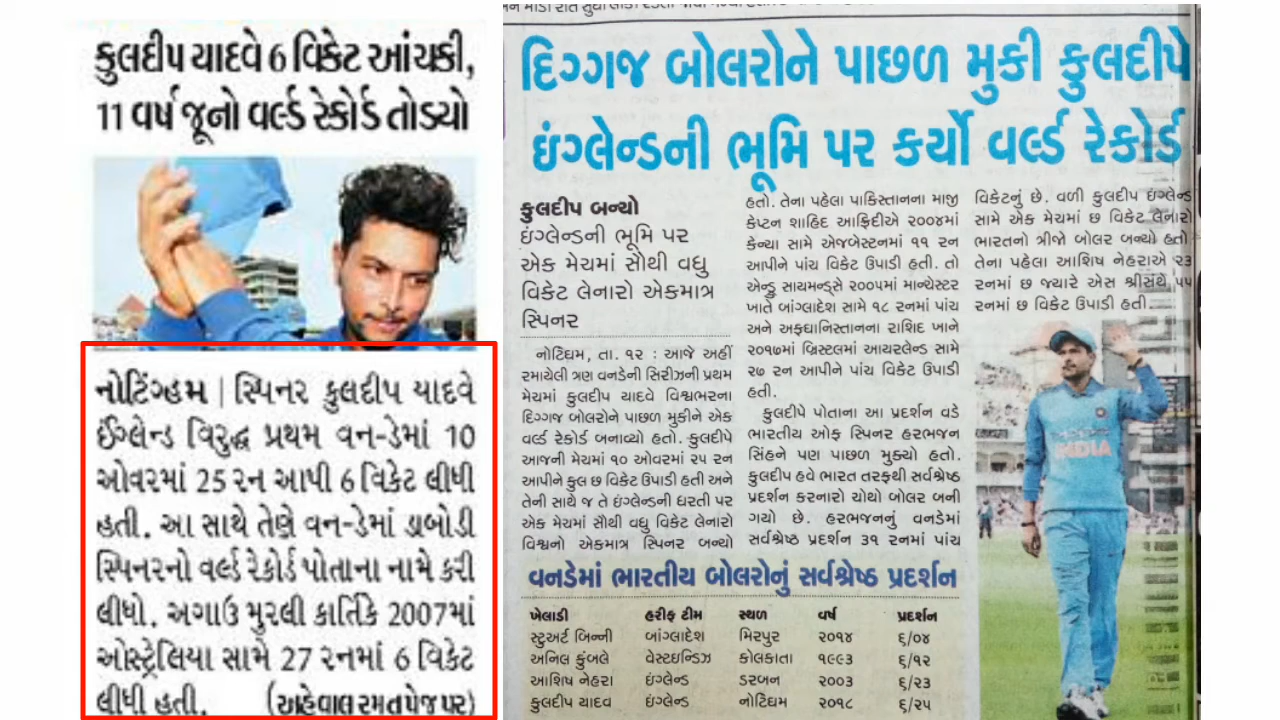 કુલદીપ યાદવે 6 વિકેટ આંચકી,
11 વર્ષ જૂનો વર્લ્ડ રેકોર્ડ તોડ્યો
નોટિંગ્હમ | સ્પિનર કુલદીપ યાદવે
ઈંગ્લેન્ડ વિરુદ્ધ પ્રથમ વન-ડેમાં 10
ઓવરમાં 25 રન આપી 6 વિકેટ લીધી
હતી. આ સાથે તેણે વન-ડેમાં ડાબોડી
સ્પિનરનો વર્લ્ડ રેકોર્ડ પોતાના નામે કરી
લીધો. અગાઉ મુરલી કાર્તિકે 2007માં
ઓસ્ટ્રેલિયા સામે 27 રનમાં 6 વિકેટ
લીધી હતી. (અહેવાલ રમત પેજ પર)
દિગ્ગજ બોલરોને પાછળ મુકી કુલદીપે
ઇંગ્લેન્ડની ભૂમિ પર કર્યો વર્લ્ડ રેકોર્ડ
કુલદીપ બન્યો
ઇંગ્લેન્ડની ભૂમિ પર
એક મેચમાં સૌથી વધુ
વિકેટ લેનારો એકમાત્ર
સ્પિનર
નોટિંઘમ, તા. ૧૨ : આજે અહીં
રમાયેલી ત્રણ વનડેની સિરીઝની પ્રથમ
મેચમાં કુલદીપ યાદવે વિશ્વભરના
દિગ્ગજ બોલરોને પાછળ મુકીને એક
વર્લ્ડ રેકોર્ડ બનાવ્યો હતો. કુલદીપે
આજની મેચમાં ૧૦ ઓવરમાં ૨૫ રન
આપીને કુલ છ વિકેટ ઉપાડી હતી અને
તેની સાથે જ તે ઇંગ્લેન્ડની ધરતી પર
એક મેચમાં સૌથી વધુ વિકેટ લેનારો
વિશ્વનો એકમાત્ર સ્પિનર બન્યો
હતો. તેના પહેલા પાકિસ્તાનના માજી
કેપ્ટન શાહિદ આફ્રિદીએ ૨૦૦૪માં
કેન્યા સામે એજબેસ્ટનમાં ૧૧ રન
આપીને પાંચ વિકેટ ઉપાડી હતી. તો
એન્ડ્રુ સાયમન્ડ્સે ૨૦૦૫માં માન્ચેસ્ટર
ખાતે બાંગ્લાદેશ સામે ૧૮ રનમાં પાંચ
અને અફઘાનિસ્તાનના રાશિદ ખાને
૨૦૧૭માં બ્રિસ્ટલમાં આયરલેન્ડ સામે
૨૭ રન આપીને પાંચ વિકેટ ઉપાડી
હતી.
કુલદીપે પોતાના આ પ્રદર્શન વડે
ભારતીય ઓફ સ્પિનર હરભજન
સિંહને પણ પાછળ મુક્યો હતો.
કુલદીપ હવે ભારત તરફથી સર્વશ્રેષ્ઠ
પ્રદર્શન કરનારો ચોથો બોલર બની
ગયો છે. હરભજનનું વનડેમાં
સર્વશ્રેષ્ઠ પ્રદર્શન ૩૧ રનમાં પાંચ
વિકેટનું છે. વળી કુલદીપ ઇંગ્લેન્ડ
સામે એક મેચમાં છ વિકેટ લેનારો
ભારતનો ત્રીજો બોલર બન્યો હતો
તેના પહેલા આશિષ નેહરાએ ૨૩
રનમાં છ જ્યારે એસ શ્રીસંથે ૫૫
રનમાં છ વિકેટ ઉપાડી હતી.
INDIA
વનડેમાં ભારતીય બોલરોનું સર્વશ્રેષ્ઠ પ્રદર્શન
ખેલાડી હરીફ ટીમ સ્થળ વર્ષ પ્રદર્શન
સ્ટુઅર્ટ બિન્ની બાંગ્લાદેશ મિરપુર ૨૦૧૪ ૬/૦૪
અનિલ કુંબલે વેસ્ટઇન્ડિઝ કોલકાતા ૧૯૯૩ ૬/૧૨
આશિષ નેહરા ઇંગ્લેન્ડ ડરબન ૨૦૦૩ ૬/૨૩
કુલદીપ યાદવ ઇંગ્લેન્ડ નોટિંઘમ ૨૦૧૮ ૬/૨૫